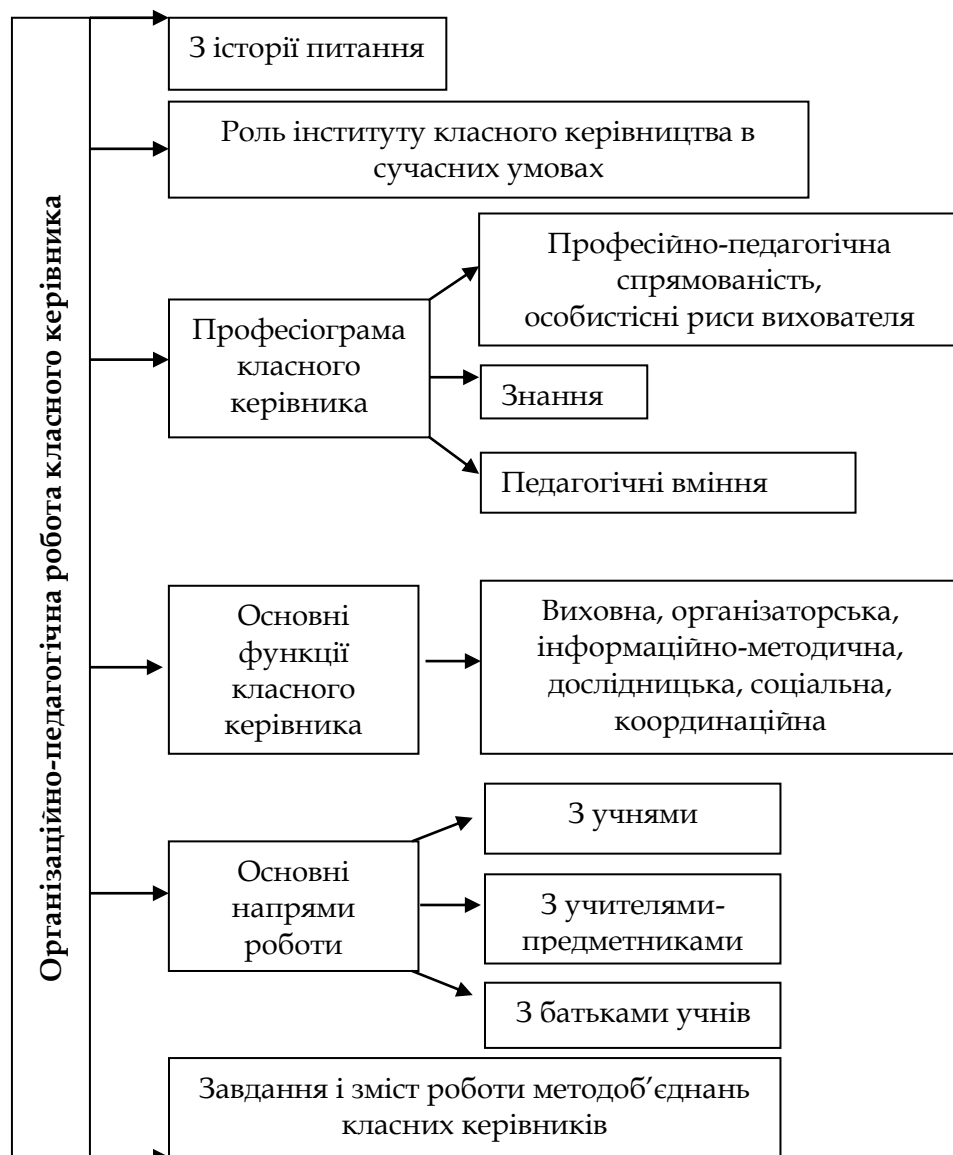 Організаційно-педагогічна робота класного керівника
З історії питання
Роль інституту класного керівництва в
сучасних умовах
Професіограма
класного
керівника
Професійно-педагогічна
спрямованість,
особистісні риси вихователя
Знання
Педагогічні вміння
Основні
функції
класного
керівника
Виховна, організаторська,
інформаційно-методична,
дослідницька, соціальна,
координаційна
Основні
напрями
роботи
З учнями
З учителями-
предметниками
З батьками учнів
Завдання і зміст роботи методоб’єднань
класних керівників